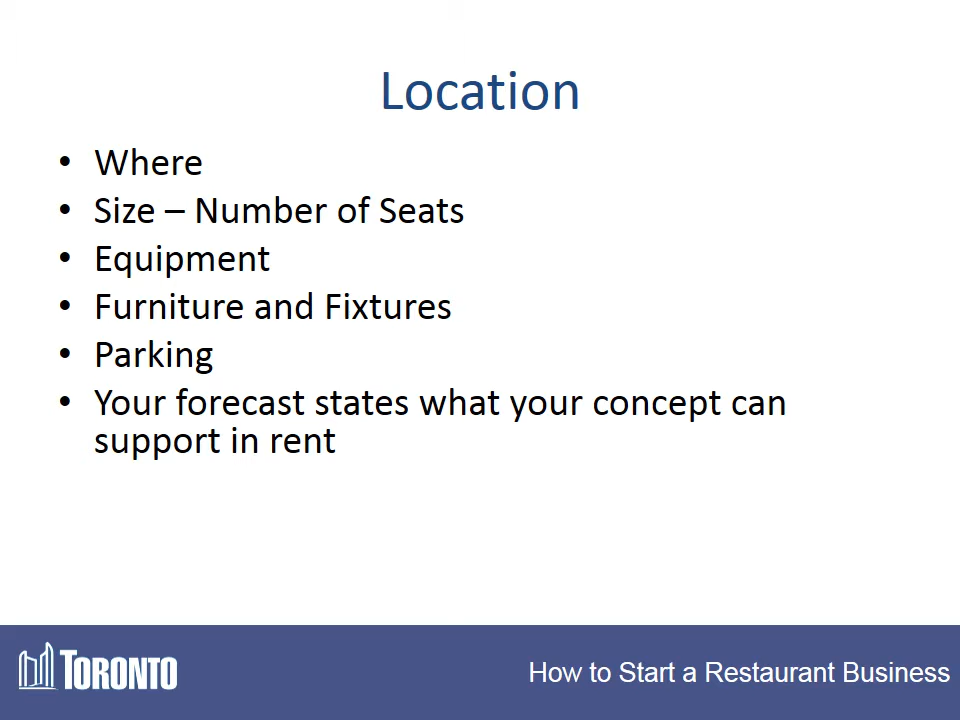 Location
• Where
• Size – Number of Seats
• Equipment
• Furniture and Fixtures
• Parking
• Your forecast states what your concept can
support in rent
TORONTO
How to Start a Restaurant Business